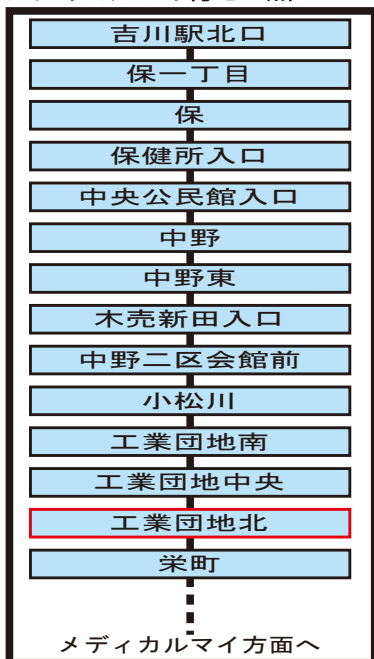 吉川駅北口
保一丁目
保
保健所入口
中央公民館入口
中野
中野東
木売新田入口
中野二区会館前
小松川
工業団地南
工業団地中央
工業団地北
栄町
メディカルマイ方面へ